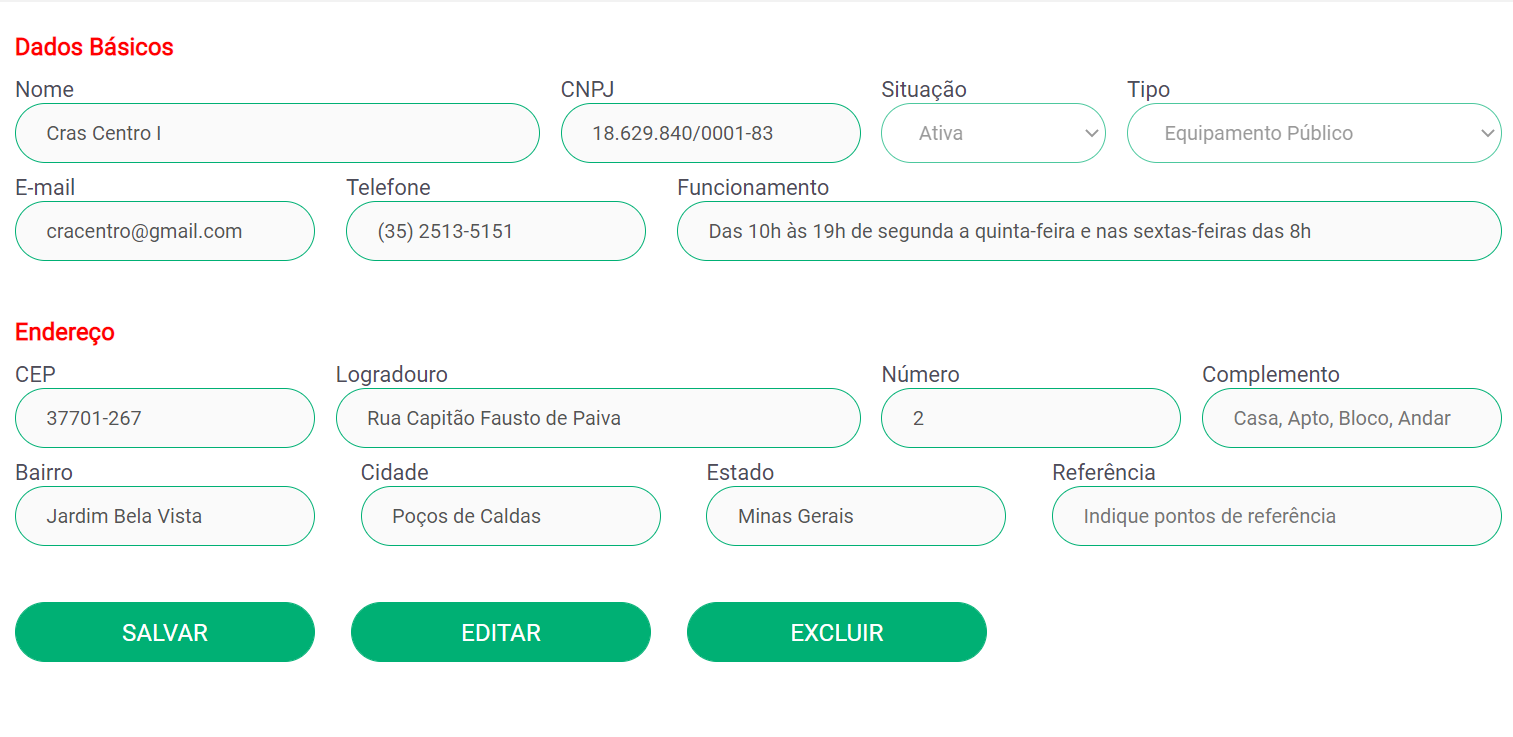 Dados Básicos
Nome CNPJ Situação Tipo
Cras Centro I 18.629.840/0001-83 Ativa Equipamento Público
E-mail Telefone Funcionamento
cracentro@gmail.com (35) 2513-5151 Das 10h às 19h de segunda a quinta-feira e nas sextas-feiras das 8h
Endereço
CEP Logradouro Número Complemento
37701-267 Rua Capitão Fausto de Paiva 2 Casa, Apto, Bloco, Andar
Bairro Cidade Estado Referência
Jardim Bela Vista Poços de Caldas Minas Gerais Indique pontos de referência
SALVAR EDITAR EXCLUIR